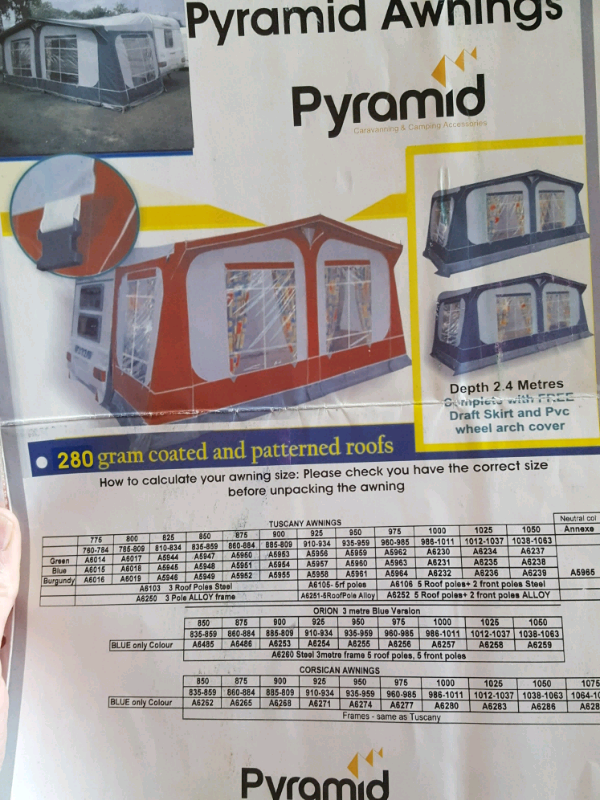 Pyramid Awnings
Pyramid
Caravanning & Camping Accessories
Depth 2.4 Metres
Complete with FREE
Draft Skirt and Pvc
wheel arch cover
280 gram coated and patterned roofs
How to calculate your awning size: Please check you have the correct size
before unpacking the awning
TUSCANY AWNINGS Neutral col
775 800 825 850 875 900 925 950 975 1000 1025 1050 Annexe
760-784 785-809 810-834 835-859 860-884 885-809 910-934 935-959 960-985 986-1011 1012-1037 1038-1063
Green A6014 A6017 A5944 A5947 A5950 A5953 A5956 A5959 A5962 A6230 A6234 A6237
Blue A6015 A6018 A5945 A5948 A5951 A5954 A5957 A5960 A5963 A6231 A6235 A6238 A5965
Burgundy A6016 A6019 A5946 A5949 A5952 A5955 A5958 A5961 A5964 A6232 A6236 A6239
A6103 3 Roof Poles Steel A6105- 5rf poles A6106 5 Roof poles+ 2 front poles Steel
A6250 3 Pole ALLOY frame A6251-5RoofPole Alloy A6252 5 Roof poles+ 2 front poles ALLOY
ORION 3 metre Blue Version
850 875 900 925 950 975 1000 1025 1050
835-859 860-884 885-809 910-934 935-959 960-985 986-1011 1012-1037 1038-1063
BLUE only Colour A6485 A6486 A6253 A6254 A6255 A6256 A6257 A6258 A6259
A6260 Steel 3metre frame 5 roof poles, 5 front poles
CORSICAN AWNINGS
850 875 900 925 950 975 1000 1025 1050 1075
835-859 860-884 885-809 910-934 935-959 960-985 986-1011 1012-1037 1038-1063 1064-10
BLUE only Colour A6262 A6265 A6268 A6271 A6274 A6277 A6280 A6283 A6286 A628
Frames - same as Tuscany
Pyramid